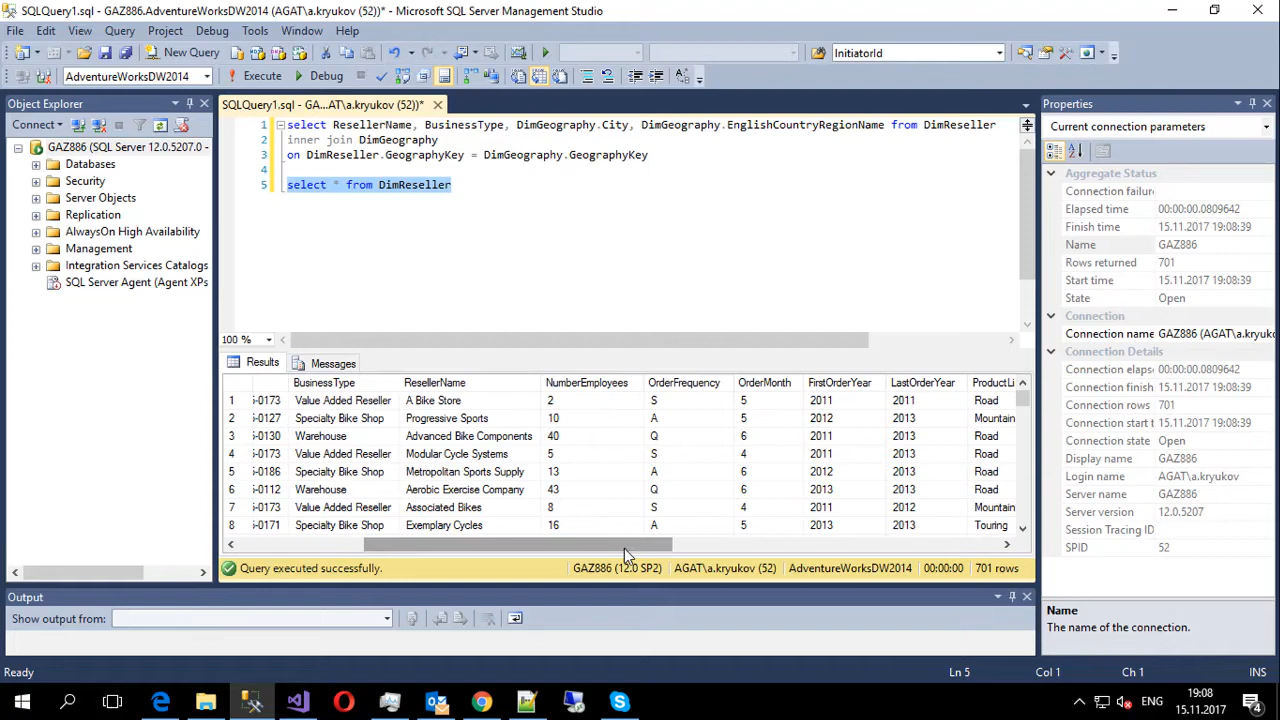 SQLQuery1.sql - GAZ886.AdventureWorksDW2014 (AGAT\a.kryukov (52))* - Microsoft SQL Server Management Studio
File Edit View Query Project Debug Tools Window Help
New Query InitiatorId
AdventureWorksDW2014 Execute Debug
Object Explorer
Connect
GAZ886 (SQL Server 12.0.5207.0 -
Databases
Security
Server Objects
Replication
AlwaysOn High Availability
Management
Integration Services Catalogs
SQL Server Agent (Agent XPs
SQLQuery1.sql - GA...AT\a.kryukov (52))*
1 select ResellerName, BusinessType, DimGeography.City, DimGeography.EnglishCountryRegionName from DimReseller
2 inner join DimGeography
3 on DimReseller.GeographyKey = DimGeography.GeographyKey
4
5 select * from DimReseller
100 %
Results Messages
BusinessType ResellerName NumberEmployees OrderFrequency OrderMonth FirstOrderYear LastOrderYear ProductLi
1 i-0173 Value Added Reseller A Bike Store 2 S 5 2011 2011 Road
2 i-0127 Specialty Bike Shop Progressive Sports 10 A 5 2012 2013 Mountain
3 i-0130 Warehouse Advanced Bike Components 40 Q 6 2011 2013 Road
4 i-0173 Value Added Reseller Modular Cycle Systems 5 S 4 2011 2013 Road
5 i-0186 Specialty Bike Shop Metropolitan Sports Supply 13 A 6 2012 2013 Road
6 i-0112 Warehouse Aerobic Exercise Company 43 Q 6 2013 2013 Road
7 i-0173 Value Added Reseller Associated Bikes 8 S 4 2011 2012 Mountain
8 i-0171 Specialty Bike Shop Exemplary Cycles 16 A 5 2013 2013 Touring
Query executed successfully. GAZ886 (12.0 SP2) AGAT\a.kryukov (52) AdventureWorksDW2014 00:00:00 701 rows
Output
Show output from:
Properties
Current connection parameters
Aggregate Status
Connection failure
Elapsed time 00:00:00.0809642
Finish time 15.11.2017 19:08:39
Name GAZ886
Rows returned 701
Start time 15.11.2017 19:08:39
State Open
Connection
Connection name GAZ886 (AGAT\a.kryukov
Connection Details
Connection elaps 00:00:00.0809642
Connection finish 15.11.2017 19:08:39
Connection rows 701
Connection start t 15.11.2017 19:08:39
Connection state Open
Display name GAZ886
Login name AGAT\a.kryukov
Server name GAZ886
Server version 12.0.5207
Session Tracing ID
SPID 52
Name
The name of the connection.
Ready Ln 5 Col 1 Ch 1 INS
ENG 19:08
15.11.2017
4